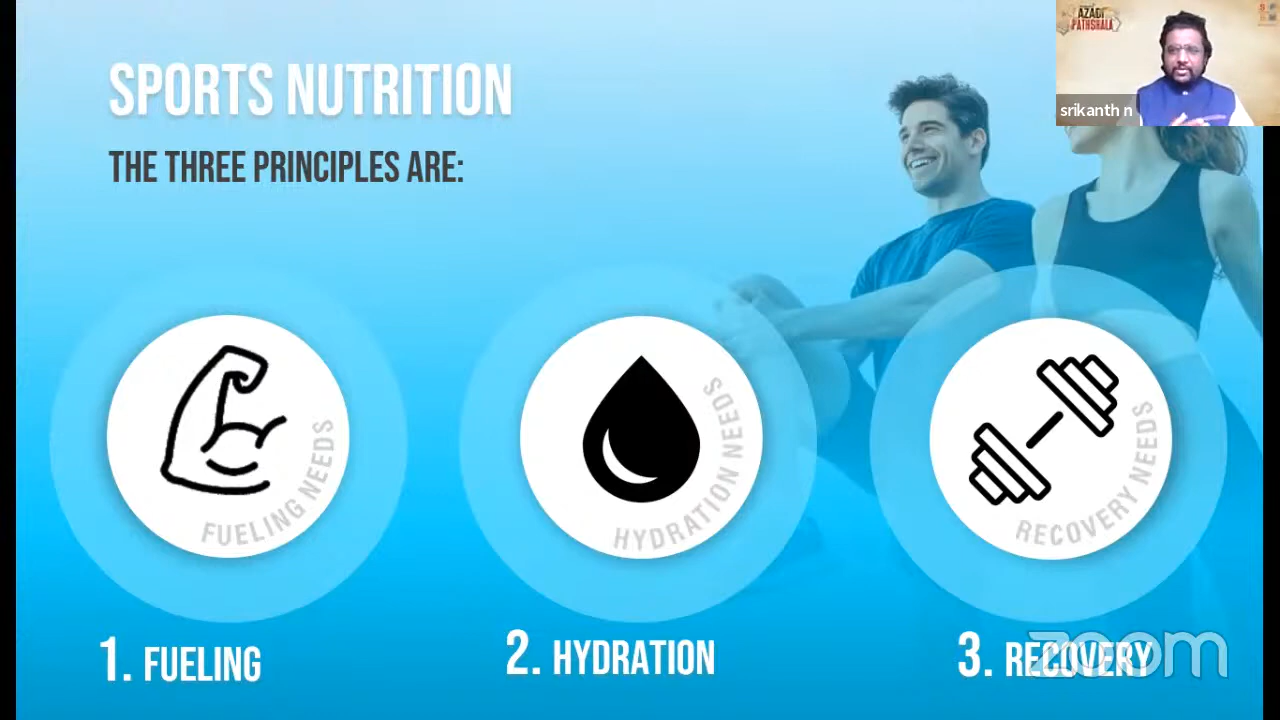 SPORTS NUTRITION
THE THREE PRINCIPLES ARE:
AZADI
PATHSHALA
srikanth n
FUELING NEEDS
HYDRATION NEEDS
RECOVERY NEEDS
1. FUELING
2. HYDRATION
3. RECOVERY
zoom